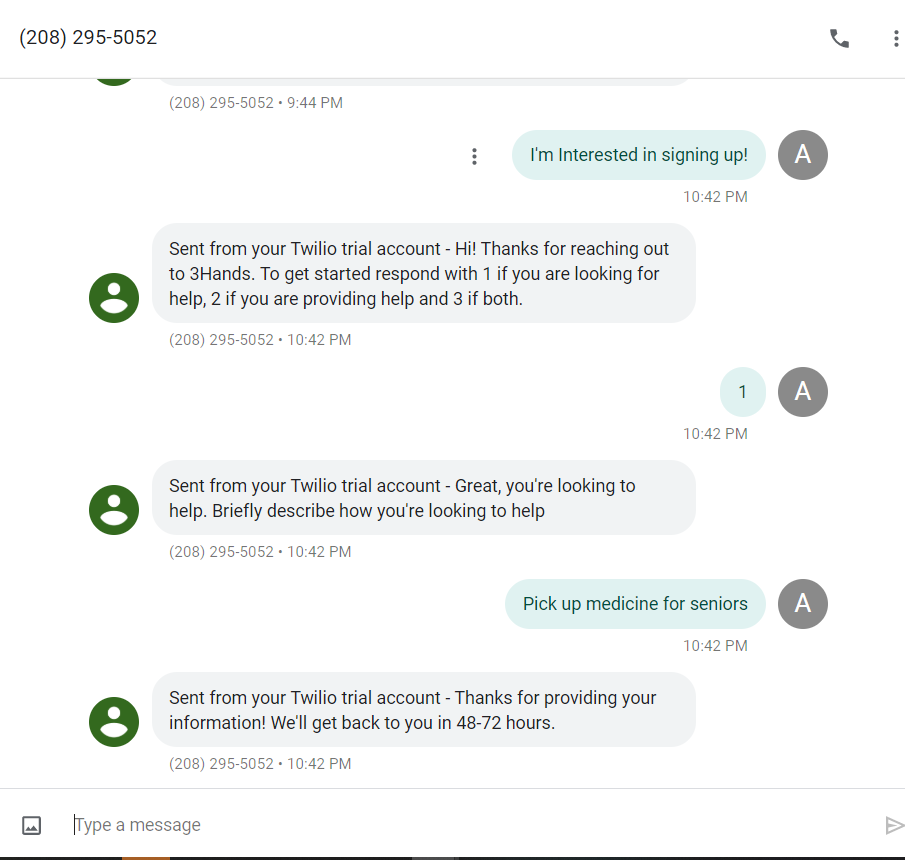 (208) 295-5052
(208) 295-5052 • 9:44 PM
I'm Interested in signing up!
A
10:42 PM
Sent from your Twilio trial account - Hi! Thanks for reaching out
to 3Hands. To get started respond with 1 if you are looking for
help, 2 if you are providing help and 3 if both.
(208) 295-5052 • 10:42 PM
1
A
10:42 PM
Sent from your Twilio trial account - Great, you're looking to
help. Briefly describe how you're looking to help
(208) 295-5052 • 10:42 PM
Pick up medicine for seniors
A
10:42 PM
Sent from your Twilio trial account - Thanks for providing your
information! We'll get back to you in 48-72 hours.
(208) 295-5052 • 10:42 PM
Type a message